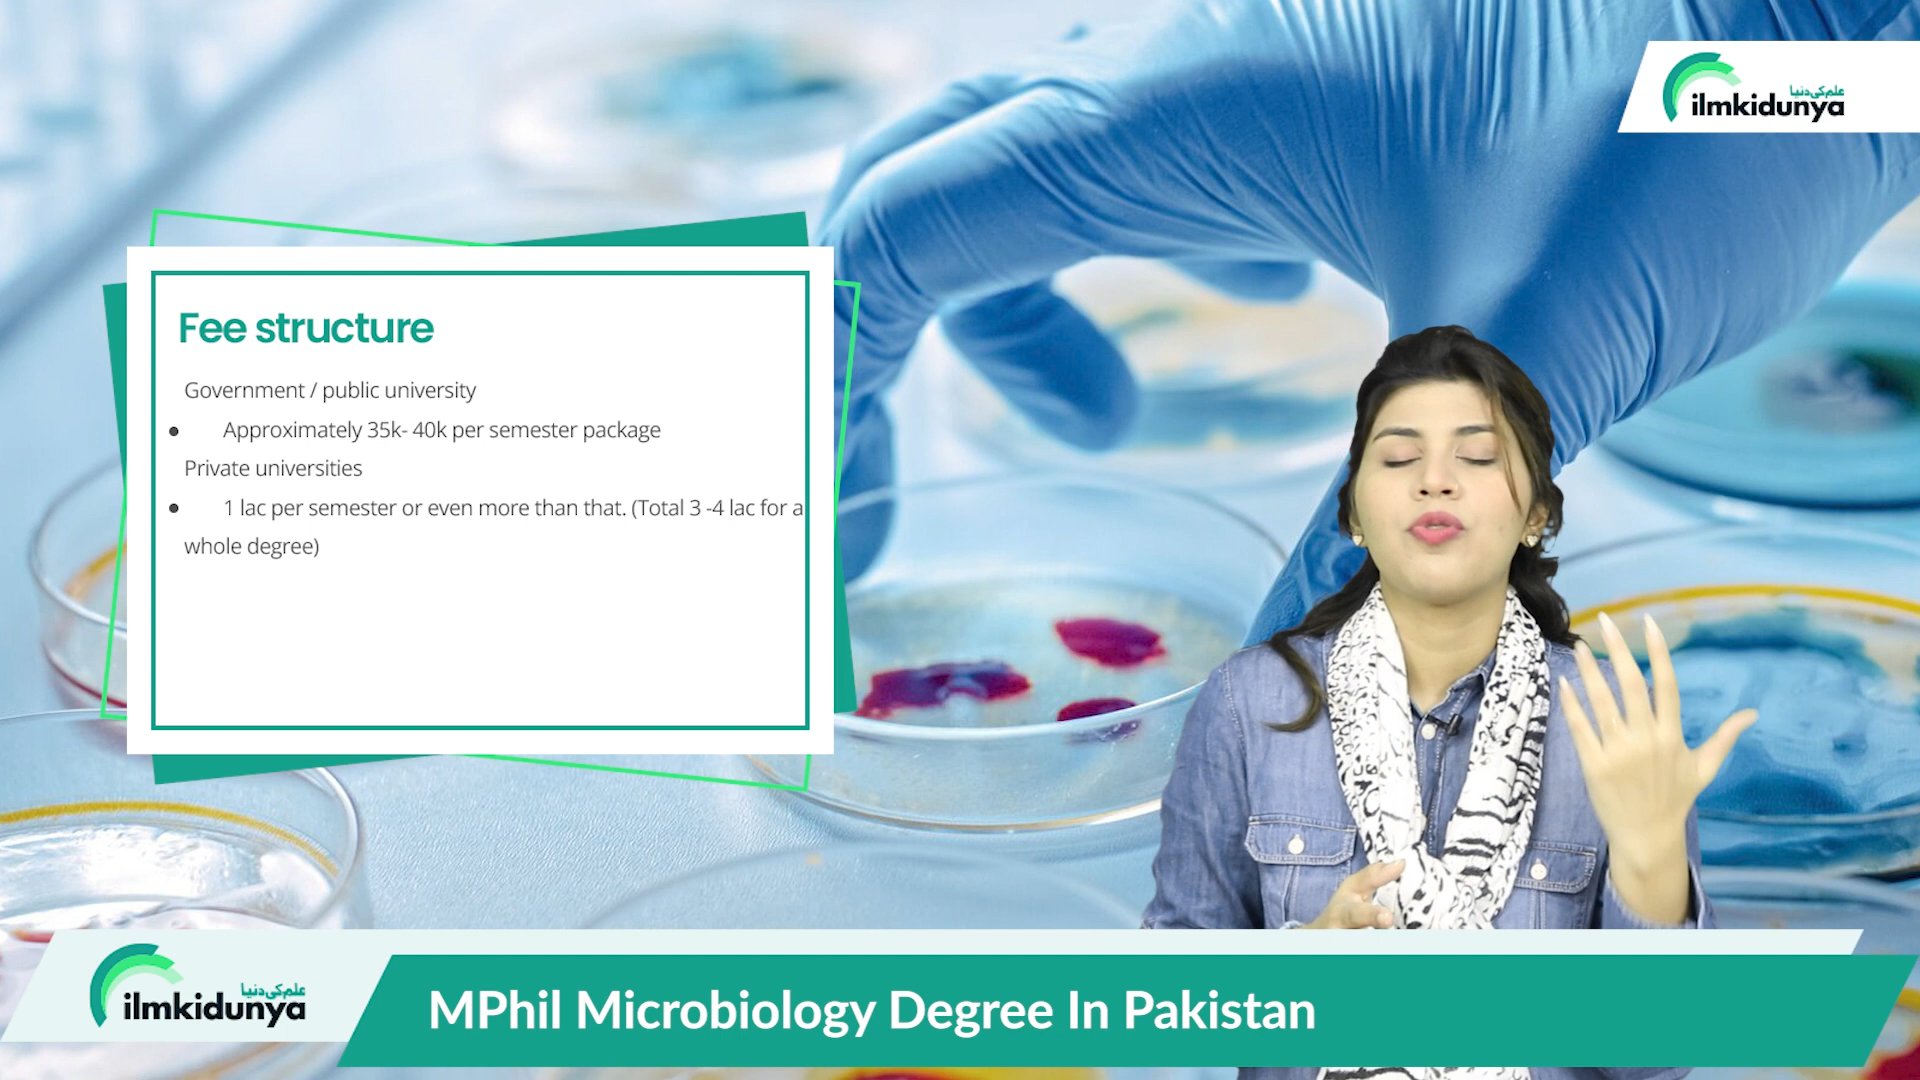 علم کی دنیا
ilmkidunya
Fee structure
Government / public university
● Approximately 35k- 40k per semester package
Private universities
● 1 lac per semester or even more than that. (Total 3 -4 lac for a
whole degree)
علم کی دنیا
ilmkidunya
MPhil Microbiology Degree In Pakistan